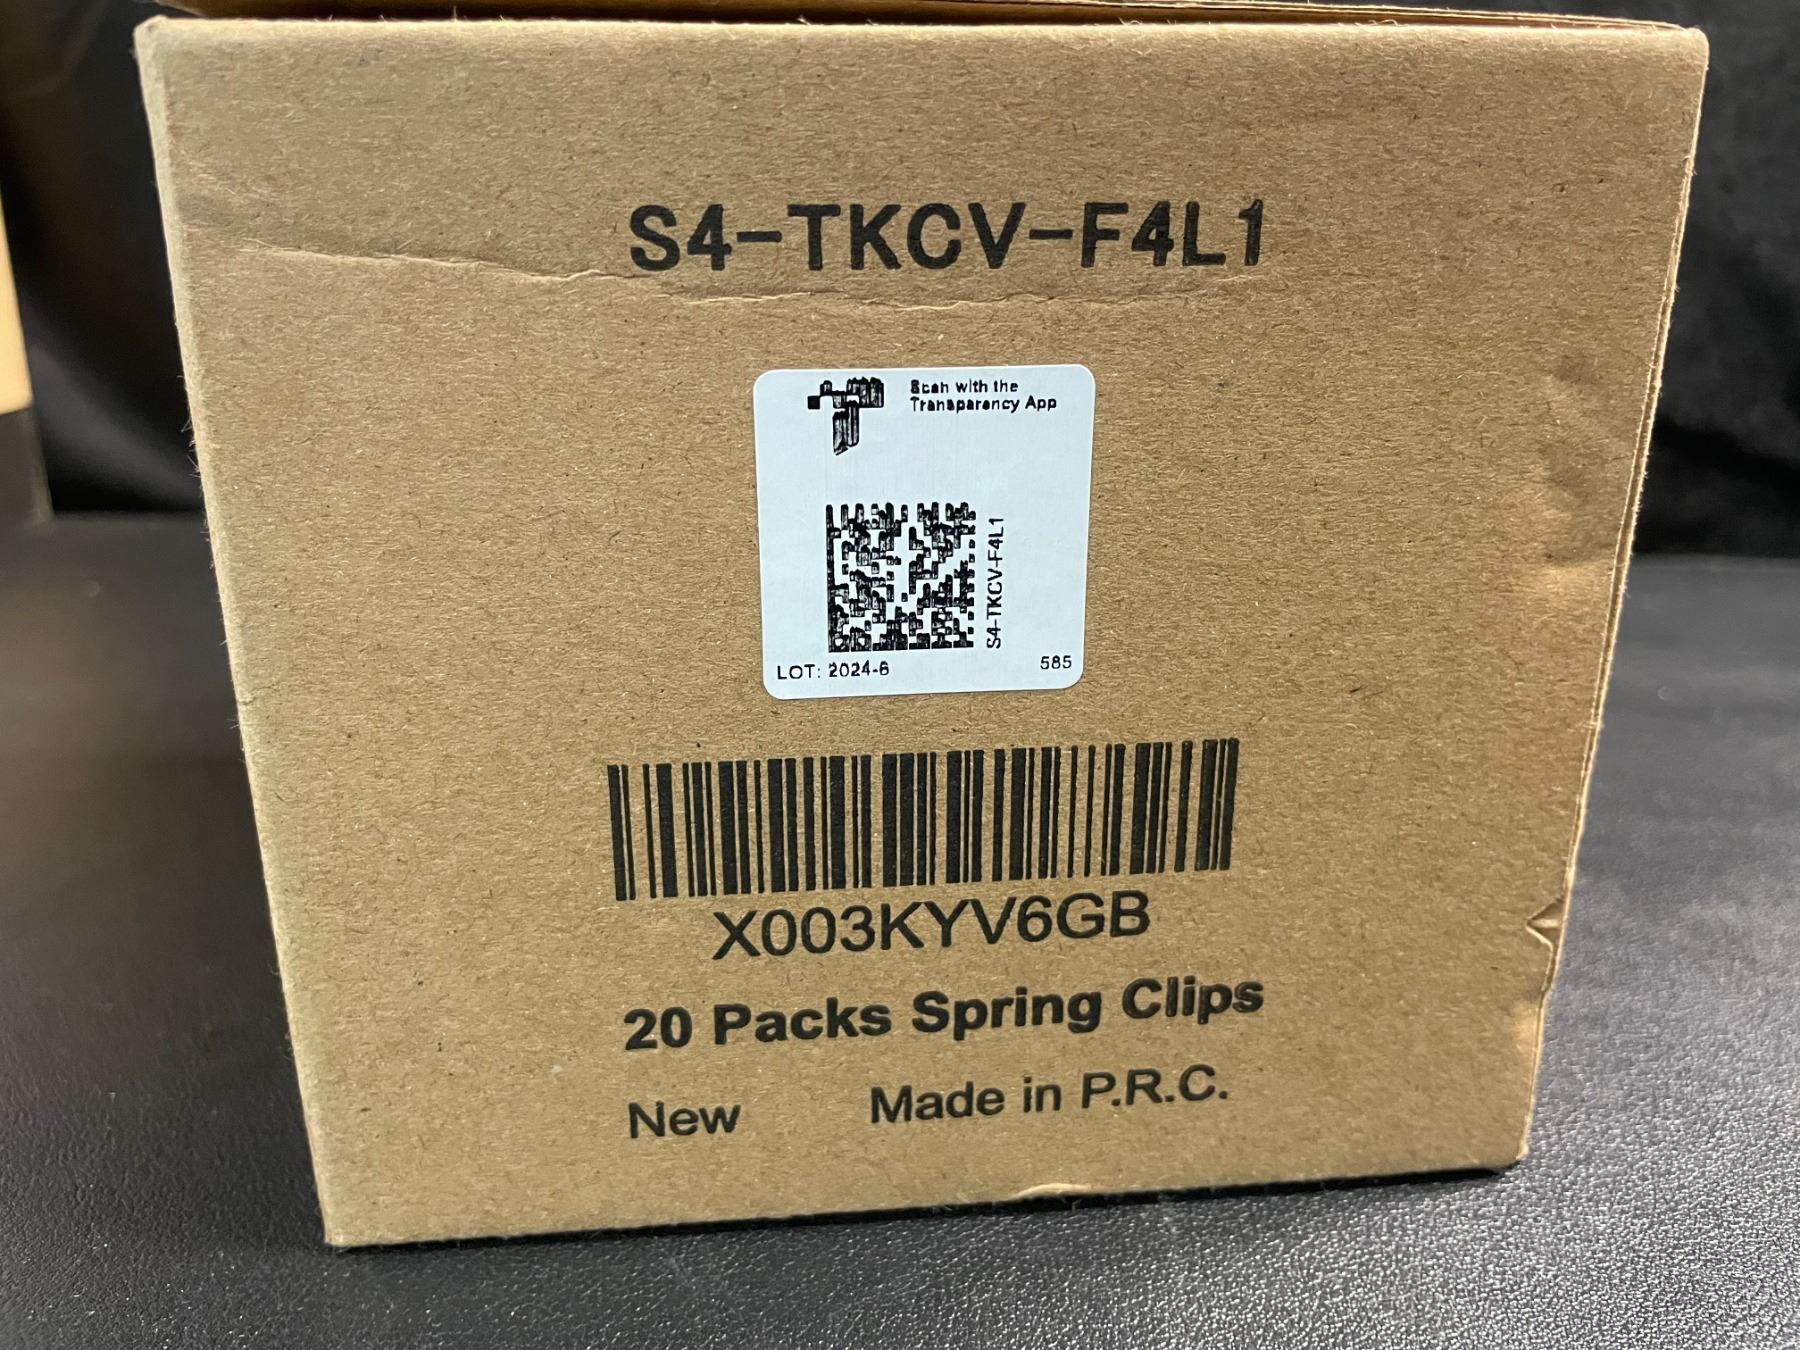 S4-TKCV-F4L1
Scan with the
Transparency App
S4-TKCV-F4L1
LOT: 2024-6
585
X003KYV6GB
20 Packs Spring Clips
New Made in P.R.C.